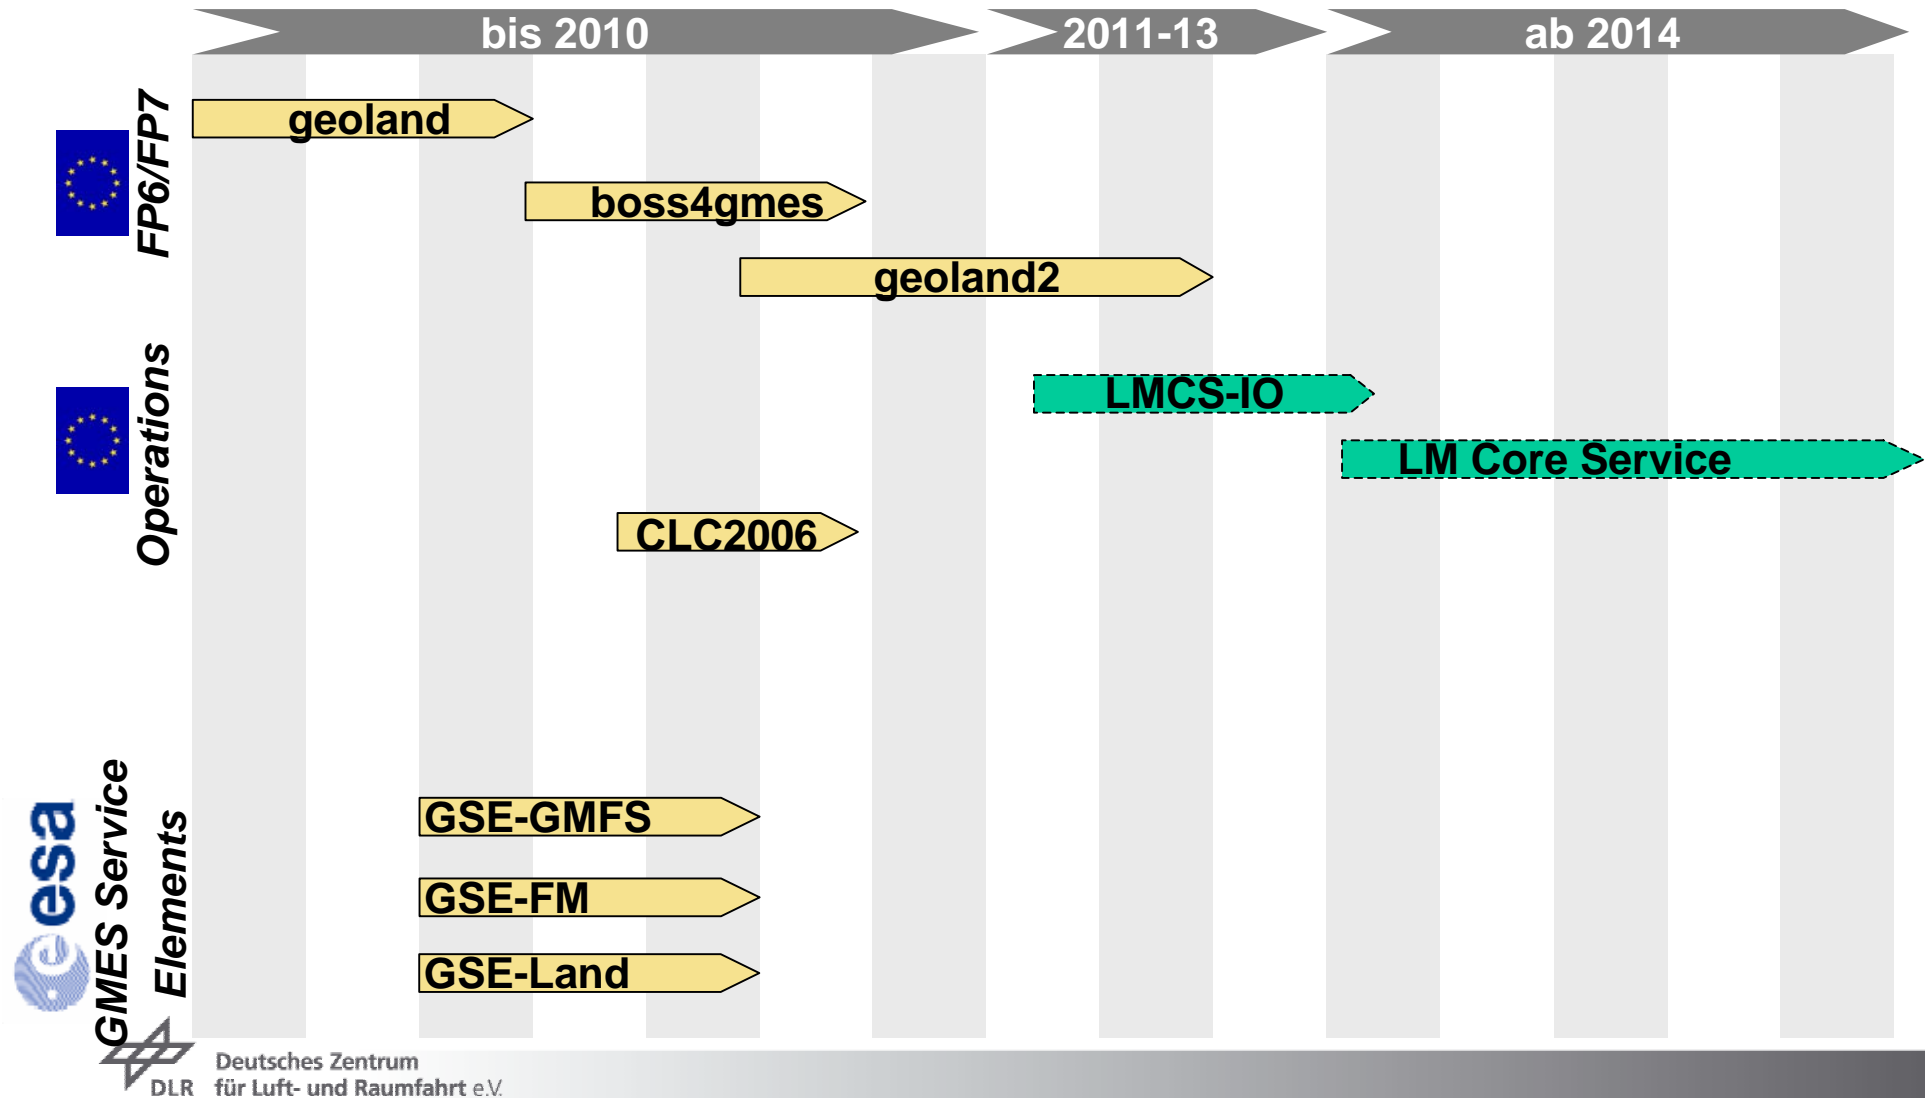 bis 2010
2011-13
ab 2014
FP6/FP7
geoland
boss4gmes
geoland2
Operations
LMCS-IO
LM Core Service
CLC2006
esa
GMES Service
Elements
GSE-GMFS
GSE-FM
GSE-Land
DLR
Deutsches Zentrum
für Luft- und Raumfahrt e.V.